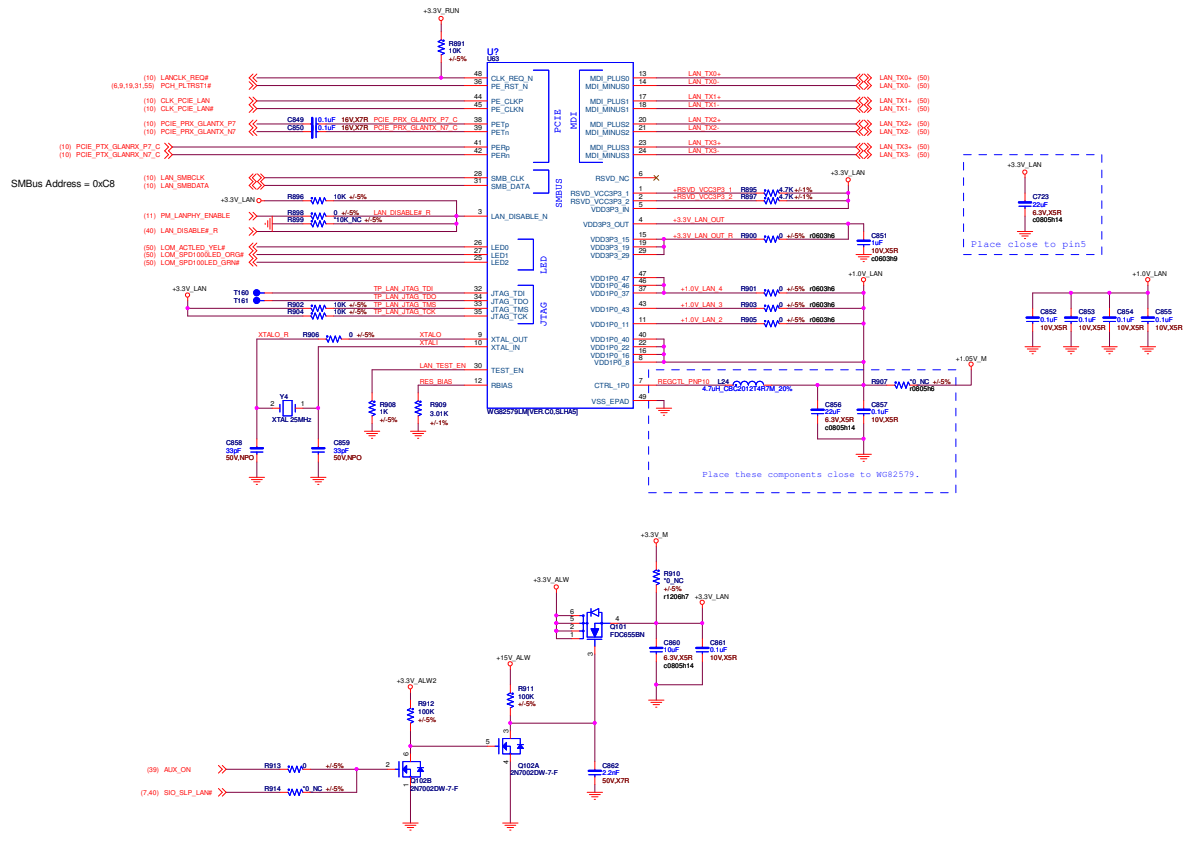 +3.3V_RUN
R891
10K
+/-5%
U?
U63
(10) LANCLK_REQ#
(6,9,19,31,55) PCH_PLTRST1#
48 CLK_REQ_N
36 PE_RST_N
(10) CLK_PCIE_LAN
(10) CLK_PCIE_LAN#
44 PE_CLKP
45 PE_CLKN
(10) PCIE_PRX_GLANTX_P7
(10) PCIE_PRX_GLANTX_N7
C849 0.1uF 16V,X7R PCIE_PRX_GLANTX_P7_C 38 PETp
C850 0.1uF 16V,X7R PCIE_PRX_GLANTX_N7_C 39 PETn
(10) PCIE_PTX_GLANRX_P7_C
(10) PCIE_PTX_GLANRX_N7_C
41 PERp
42 PERn
PCIE
SMBus Address = 0xC8
(10) LAN_SMBCLK
(10) LAN_SMBDATA
28 SMB_CLK
31 SMB_DATA
SMBUS
+3.3V_LAN
R896 10K +/-5%
(11) PM_LANPHY_ENABLE
R898 0 +/-5% LAN_DISABLE#_R
R899 *10K_NC +/-5%
3 LAN_DISABLE_N
(40) LAN_DISABLE#_R
(50) LOM_ACTLED_YEL#
(50) LOM_SPD1000LED_ORG#
(50) LOM_SPD100LED_GRN#
26 LED0
27 LED1
25 LED2
LED
+3.3V_LAN
T160
T161
TP_LAN_JTAG_TDI 32 JTAG_TDI
TP_LAN_JTAG_TDO 34 JTAG_TDO
R902 10K +/-5% TP_LAN_JTAG_TMS 33 JTAG_TMS
R904 10K +/-5% TP_LAN_JTAG_TCK 35 JTAG_TCK
JTAG
XTALO_R R906 0 +/-5% XTALO 9 XTAL_OUT
XTALI 10 XTAL_IN
LAN_TEST_EN 30 TEST_EN
RES_BIAS 12 RBIAS
Y4
2 1
XTAL 25MHz
R908
1K
+/-5%
R909
3.01K
+/-1%
C858
33pF
50V,NPO
C859
33pF
50V,NPO
WG82579LM[VER.C0,SLHA5]
MDI
MDI_PLUS0 13 LAN_TX0+ LAN_TX0+ (50)
MDI_MINUS0 14 LAN_TX0- LAN_TX0- (50)
MDI_PLUS1 17 LAN_TX1+ LAN_TX1+ (50)
MDI_MINUS1 18 LAN_TX1- LAN_TX1- (50)
MDI_PLUS2 20 LAN_TX2+ LAN_TX2+ (50)
MDI_MINUS2 21 LAN_TX2- LAN_TX2- (50)
MDI_PLUS3 23 LAN_TX3+ LAN_TX3+ (50)
MDI_MINUS3 24 LAN_TX3- LAN_TX3- (50)
RSVD_NC 6
+3.3V_LAN
RSVD_VCC3P3_1 1 +RSVD_VCC3P3_1 R895 4.7K+/-1%
RSVD_VCC3P3_2 2 +RSVD_VCC3P3_2 R897 4.7K+/-1%
VDD3P3_IN 5
VDD3P3_OUT 4 +3.3V_LAN_OUT
VDD3P3_15 15 +3.3V_LAN_OUT_R R900 0 +/-5% r0603h6
VDD3P3_19 19
VDD3P3_29 29
C851
1uF
10V,X5R
c0603h9
+1.0V_LAN
VDD1P0_47 47
VDD1P0_46 46
VDD1P0_37 37 +1.0V_LAN_4 R901 0 +/-5% r0603h6
VDD1P0_43 43 +1.0V_LAN_3 R903 0 +/-5% r0603h6
VDD1P0_11 11 +1.0V_LAN_2 R905 0 +/-5% r0603h6
VDD1P0_40 40
VDD1P0_22 22
VDD1P0_16 16
VDD1P0_8 8
CTRL_1P0 7 REGCTL_PNP10 L24
4.7uH_CBC2012T4R7M_20%
VSS_EPAD 49
R907 *0_NC +/-5%
r0805h6
+1.05V_M
C856
22uF
6.3V,X5R
c0805h14
C857
0.1uF
10V,X5R
Place these components close to WG82579.
+3.3V_LAN
C723
22uF
6.3V,X5R
c0805h14
Place close to pin5
+1.0V_LAN
C852
0.1uF
10V,X5R
C853
0.1uF
10V,X5R
C854
0.1uF
10V,X5R
C855
0.1uF
10V,X5R
+3.3V_M
R910
*0_NC
+/-5%
r1206h7
+3.3V_LAN
+3.3V_ALW
6
5
2
1
4
3
Q101
FDC655BN
C860
10uF
6.3V,X5R
c0805h14
C861
0.1uF
10V,X5R
+15V_ALW
R911
100K
+/-5%
+3.3V_ALW2
R912
100K
+/-5%
3
5
4
Q102A
2N7002DW-7-F
C862
2.2nF
50V,X7R
6
2
1
Q102B
2N7002DW-7-F
(39) AUX_ON R913 0 +/-5%
(7,40) SIO_SLP_LAN# R914 *0_NC +/-5%